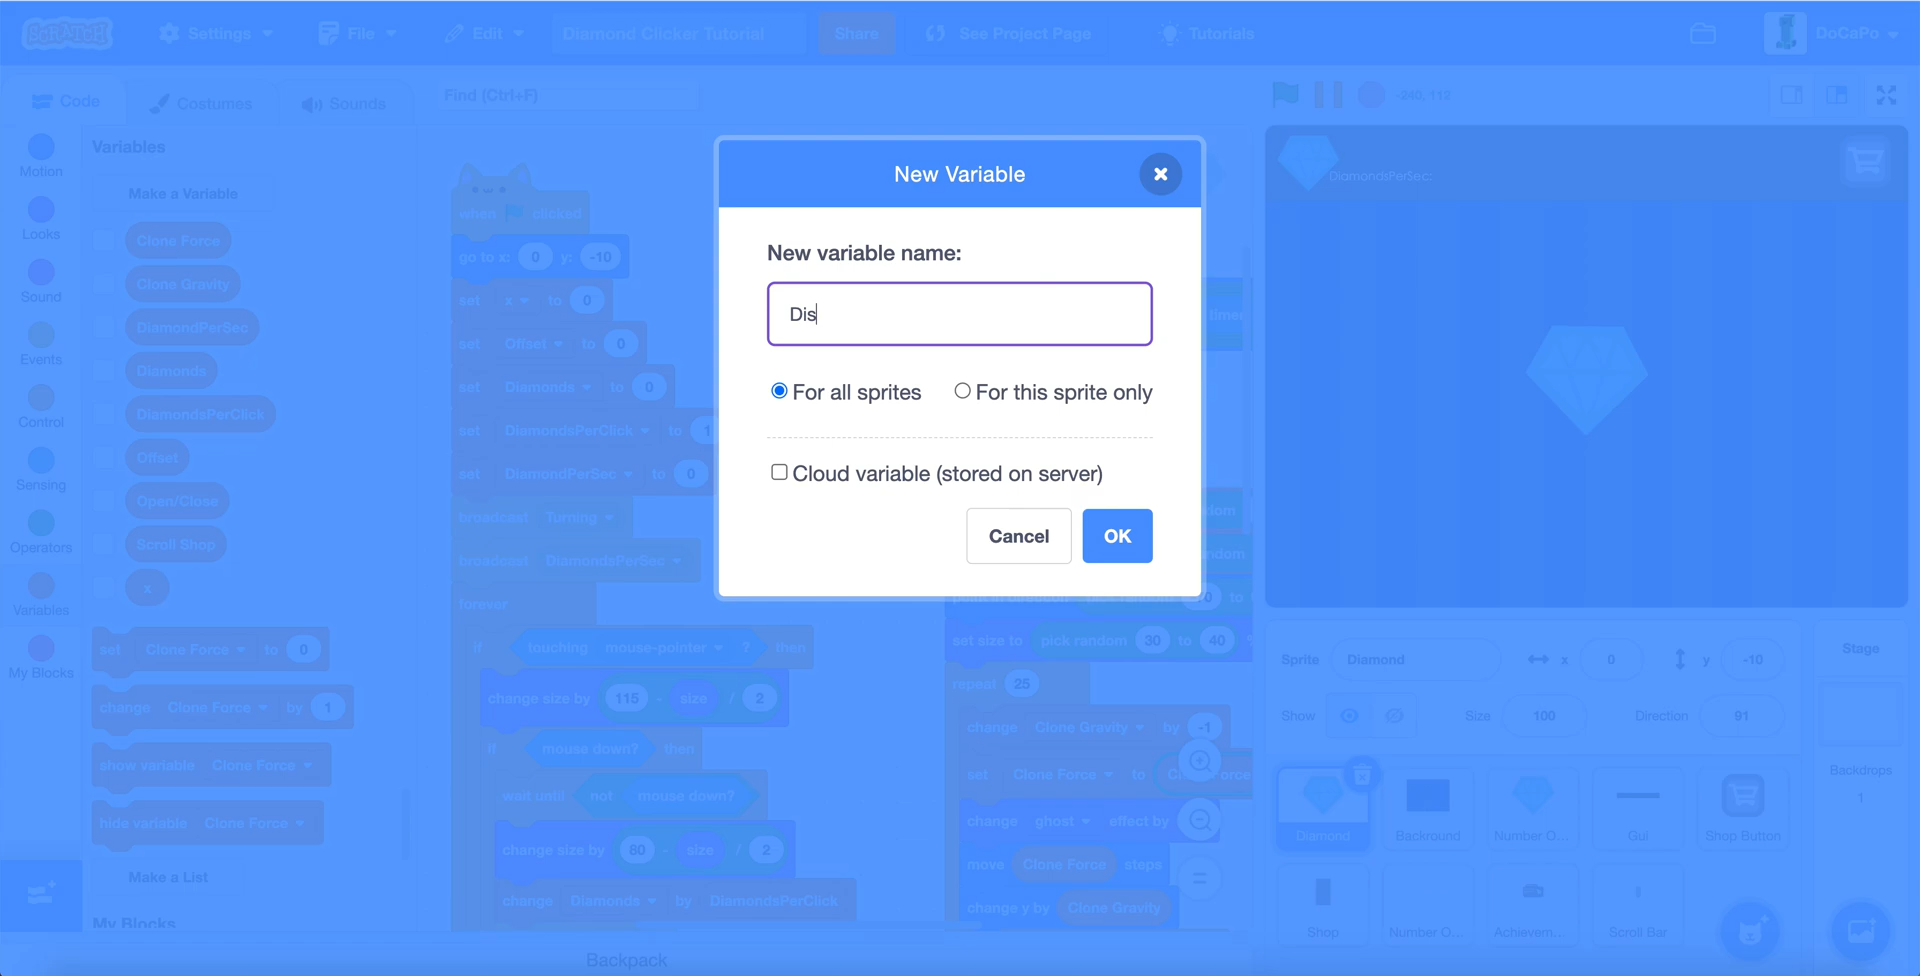 SCRATCH Settings File Edit Diamond Clicker Tutorial Share See Project Page Tutorials DoCaPo
Code Costumes Sounds Find (Ctrl+F) -240, 112
Motion
Looks
Sound
Events
Control
Sensing
Operators
Variables
My Blocks
Variables
Make a Variable
Clone Force
Clone Gravity
DiamondPerSec
Diamonds
DiamondsPerClick
Offset
Open/Close
Scroll Shop
x
set Clone Force to 0
change Clone Force by 1
show variable Clone Force
hide variable Clone Force
Make a List
My Blocks
when clicked
go to x: 0 y: -10
set x to 0
set Offset to 0
set Diamonds to 0
set DiamondsPerClick to 1
set DiamondPerSec to 0
broadcast Turning
broadcast DiamondsPerSec
forever
if touching mouse-pointer ? then
change size by 115 - size / 2
if mouse down? then
wait until not mouse down?
change size by 80 - size / 2
change Diamonds by DiamondsPerClick
New Variable
New variable name:
Dis
For all sprites For this sprite only
Cloud variable (stored on server)
Cancel OK
timer
set size to pick random 30 to 40
repeat 25
change Clone Gravity by -1
set Clone Force to
change ghost effect by
move Clone Force steps
change y by Clone Gravity
Backpack
DiamondsPerSec:
Sprite Diamond x 0 y -10
Show Size 100 Direction 91
Diamond Backround Number O... Gui Shop Button
Shop Number O... Achievem... Scroll Bar
Stage
Backdrops
1